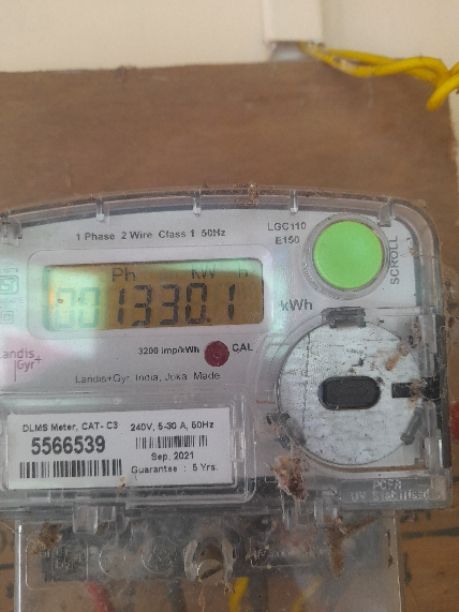 1 Phase 2 Wire Class 1 50Hz
LGC110
E150
SCROLL
Ph kW h
001330.1
kWh
3200 imp/kWh CAL
Landis+
Gyr
Landis+Gyr, India, Joka Made
DLMS Meter, CAT- C3 240V, 5-30 A, 50Hz
5566539
Sep. 2021
Guarantee : 5 Yrs.